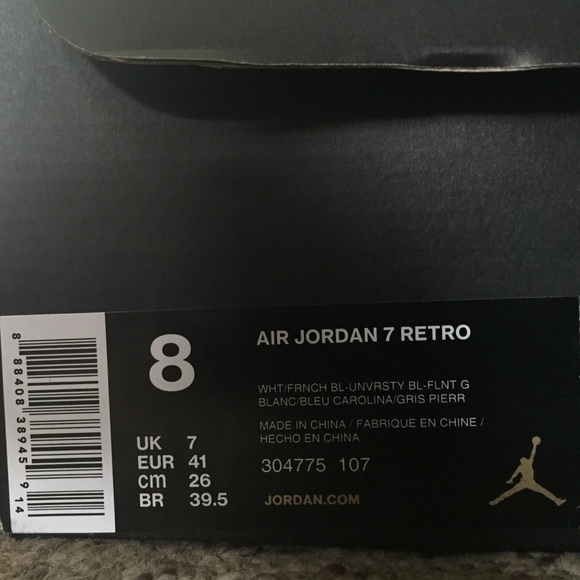 8 88408 38945 9 14
8
UK 7
EUR 41
cm 26
BR 39.5
AIR JORDAN 7 RETRO
WHT/FRNCH BL-UNVRSTY BL-FLNT G
BLANC/BLEU CAROLINA/GRIS PIERR
MADE IN CHINA / FABRIQUE EN CHINE /
HECHO EN CHINA
304775 107
JORDAN.COM